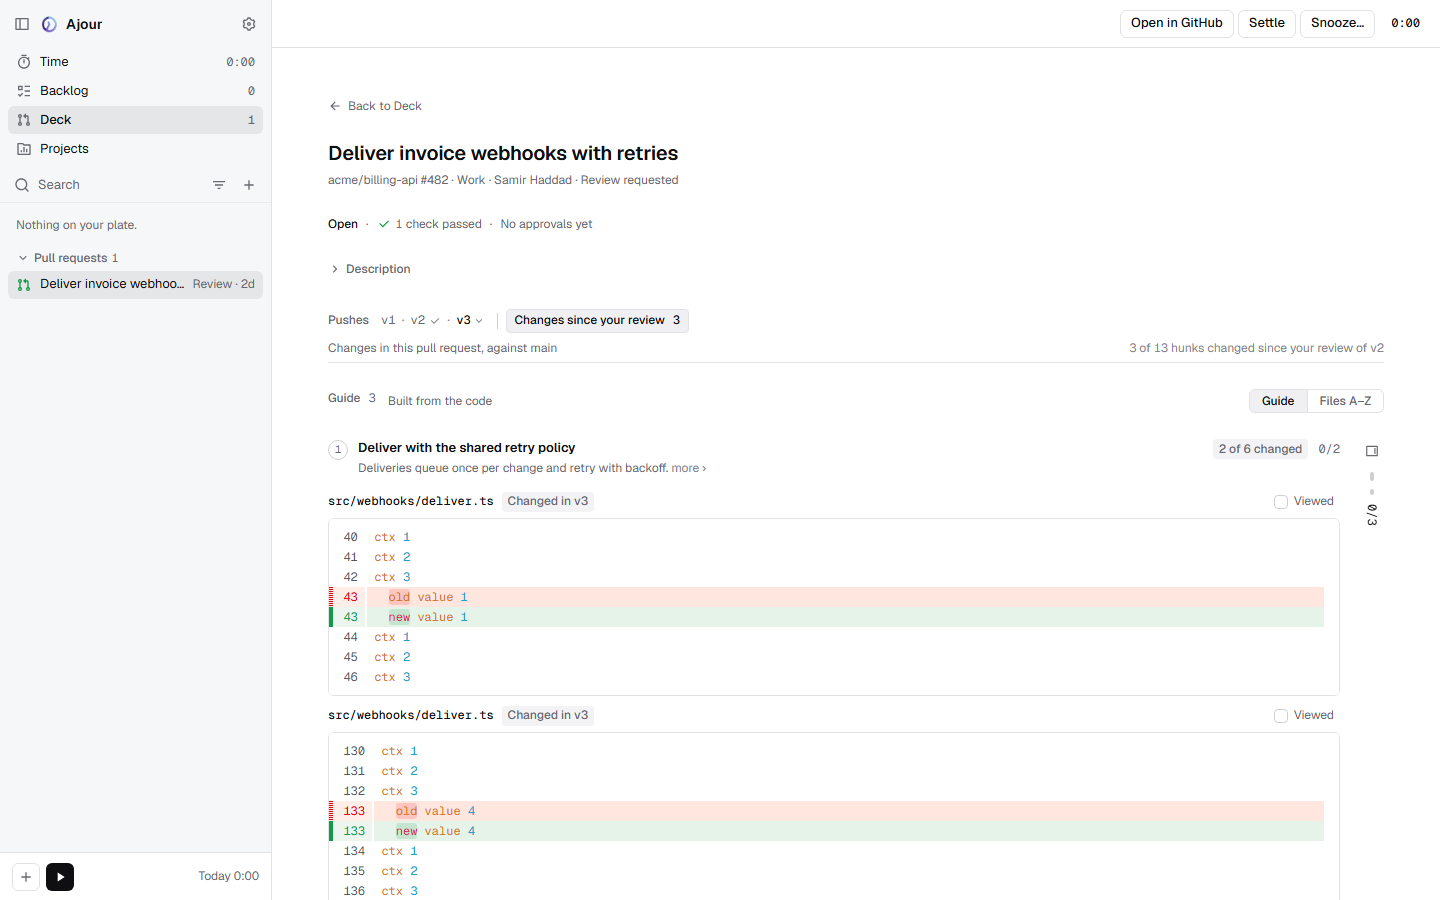 Ajour
Time 0:00
Backlog 0
Deck 1
Projects
Search
Nothing on your plate.
Pull requests 1
Deliver invoice webhoo... Review · 2d
Today 0:00
Open in GitHub Settle Snooze... 0:00
Back to Deck
Deliver invoice webhooks with retries
acme/billing-api #482 · Work · Samir Haddad · Review requested
Open · 1 check passed · No approvals yet
Description
Pushes v1 · v2 · v3 Changes since your review 3
Changes in this pull request, against main 3 of 13 hunks changed since your review of v2
Guide 3 Built from the code Guide Files A–Z
1 Deliver with the shared retry policy 2 of 6 changed 0/2
Deliveries queue once per change and retry with backoff. more ›
0/3
src/webhooks/deliver.ts Changed in v3 Viewed
40 ctx 1
41 ctx 2
42 ctx 3
43 old value 1
43 new value 1
44 ctx 1
45 ctx 2
46 ctx 3
src/webhooks/deliver.ts Changed in v3 Viewed
130 ctx 1
131 ctx 2
132 ctx 3
133 old value 4
133 new value 4
134 ctx 1
135 ctx 2
136 ctx 3